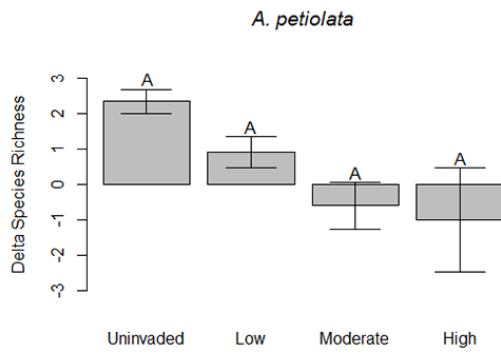 A. petiolata
Delta Species Richness
3
2
1
0
-1
-2
-3
A
A
A
A
Uninvaded
Low
Moderate
High